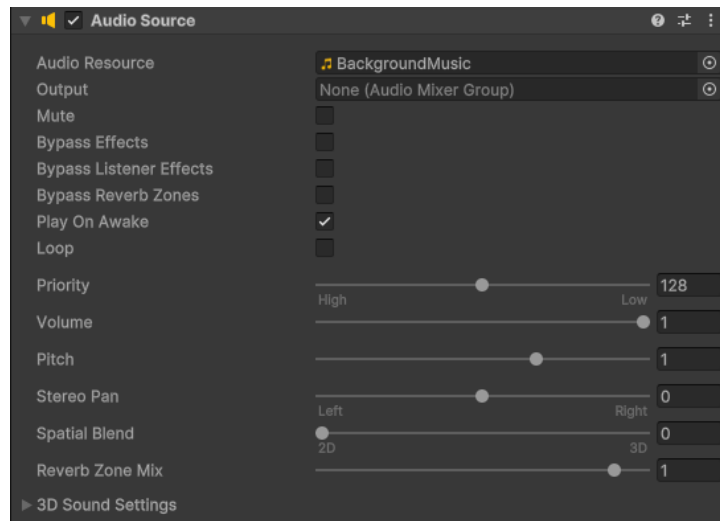 Audio Source
Audio Resource BackgroundMusic
Output None (Audio Mixer Group)
Mute
Bypass Effects
Bypass Listener Effects
Bypass Reverb Zones
Play On Awake
Loop
Priority 128
High Low
Volume 1
Pitch 1
Stereo Pan 0
Left Right
Spatial Blend 0
2D 3D
Reverb Zone Mix 1
3D Sound Settings